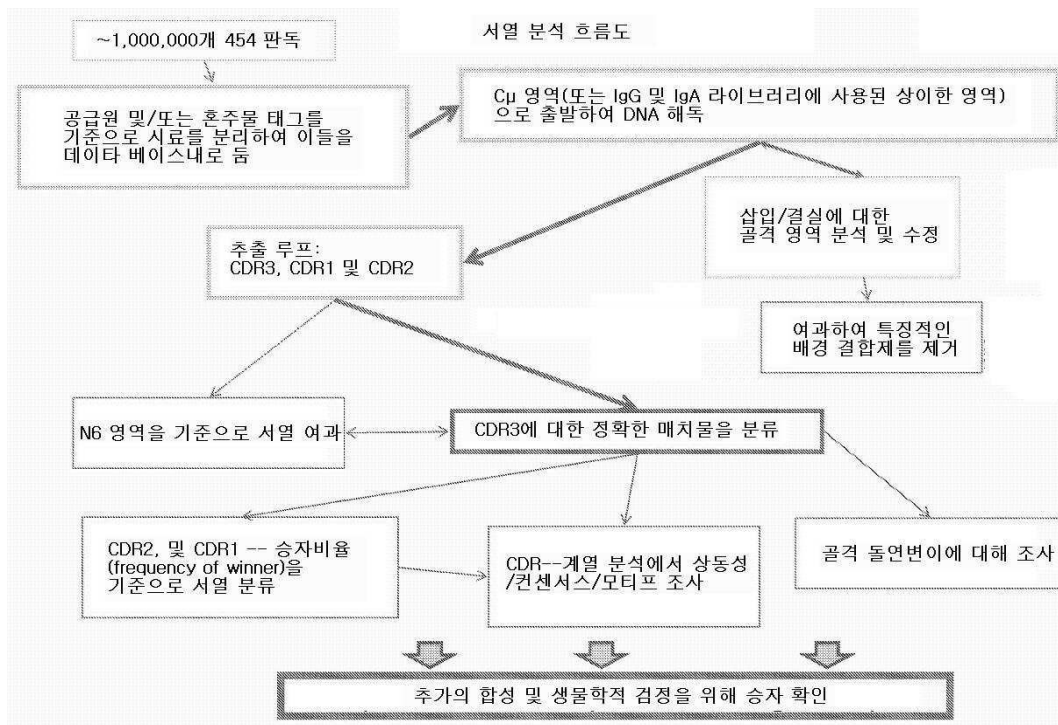 서열 분석 흐름도
~1,000,000개 454 판독
공급원 및/또는 혼주물 태그를
기준으로 시료를 분리하여 이들을
데이타 베이스내로 둠
Cμ 영역(또는 IgG 및 IgA 라이브러리에 사용된 상이한 영역)
으로 출발하여 DNA 해독
삽입/결실에 대한
골격 영역 분석 및 수정
추출 루프:
CDR3, CDR1 및 CDR2
여과하여 특징적인
배경 결합제를 제거
N6 영역을 기준으로 서열 여과
CDR3에 대한 정확한 매치물을 분류
CDR2, 및 CDR1 -- 승자비율
(frequency of winner)을
기준으로 서열 분류
CDR--계열 분석에서 상동성
/컨센서스/모티프 조사
골격 돌연변이에 대해 조사
추가의 합성 및 생물학적 검정을 위해 승자 확인